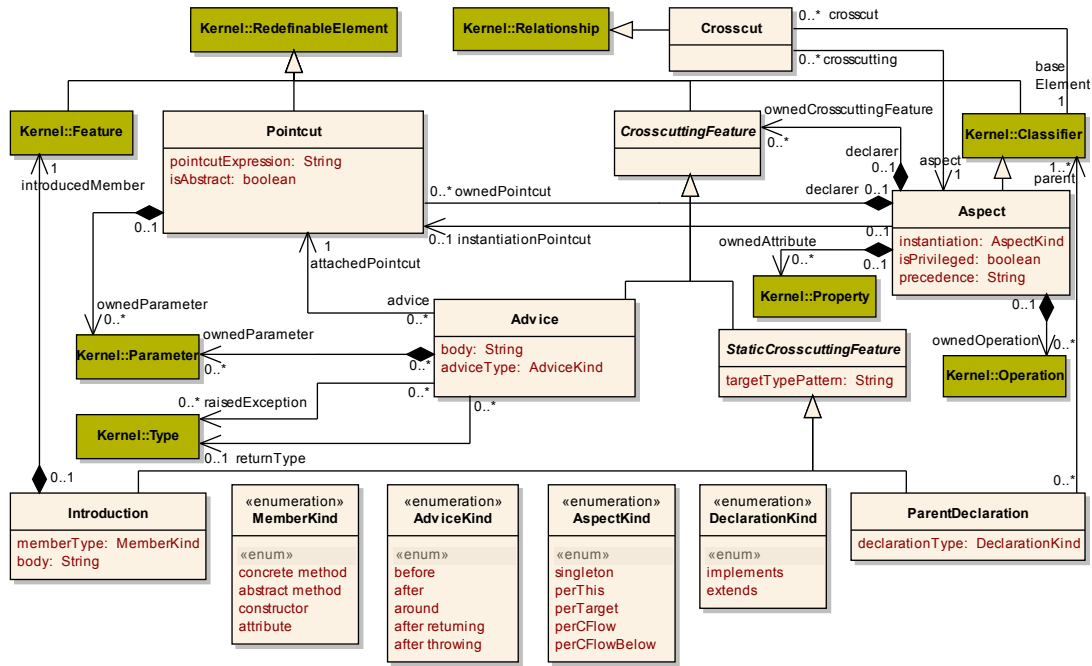 Kernel::RedefinableElement
Kernel::Relationship
Crosscut
0..* crosscut
0..* crosscutting
base
Element
1
Kernel::Feature
1
introducedMember
Pointcut
pointcutExpression: String
isAbstract: boolean
CrosscuttingFeature
ownedCrosscuttingFeature
0..*
Kernel::Classifier
declarer
0..1
aspect
1
1..*
parent
0..* ownedPointcut
declarer
0..1
0..1
0..1 instantiationPointcut
0..1
1
attachedPointcut
Aspect
instantiation: AspectKind
isPrivileged: boolean
precedence: String
ownedAttribute
0..*
0..1
Kernel::Property
0..1
ownedOperation
0..*
Kernel::Operation
ownedParameter
0..*
Kernel::Parameter
ownedParameter
0..*
advice
0..*
Advice
body: String
adviceType: AdviceKind
0..*
0..*
0..*
0..* raisedException
Kernel::Type
0..1 returnType
StaticCrosscuttingFeature
targetTypePattern: String
0..1
Introduction
memberType: MemberKind
body: String
«enumeration»
MemberKind
«enum»
concrete method
abstract method
constructor
attribute
«enumeration»
AdviceKind
«enum»
before
after
around
after returning
after throwing
«enumeration»
AspectKind
«enum»
singleton
perThis
perTarget
perCFlow
perCFlowBelow
«enumeration»
DeclarationKind
«enum»
implements
extends
0..*
ParentDeclaration
declarationType: DeclarationKind